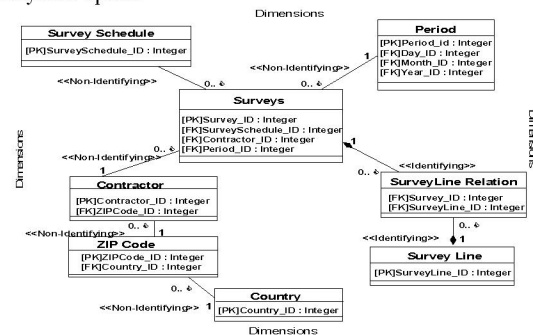 Dimensions
Survey Schedule
[PK]SurveySchedule_ID : Integer
Period
[PK]Period_id : Integer
[FK]Day_ID : Integer
[FK]Month_ID : Integer
[FK]Year_ID : Integer
1
<<Non-Identifying>>
0..
<<Non-Identifying>>
0..
Surveys
[PK]Survey_ID : Integer
[FK]SurveySchedule_ID : Integer
[FK]Contractor_ID : Integer
[FK]Period_ID : Integer
1
Dimensions
Dimensions
0..
<<Non-Identifying>>
1
<<Identifying>>
0..
Contractor
[PK]Contractor_ID : Integer
[FK]ZIPCode_ID : Integer
SurveyLine Relation
[FK]Survey_ID : Integer
[FK]SurveyLine_ID : Integer
0..
<<Non-Identifying>>
1
0..
<<Identifying>>
1
ZIP Code
[PK]ZIPCode_ID : Integer
[FK]Country_ID : Integer
Survey Line
[PK]SurveyLine_ID : Integer
0..
<<Non-Identifying>>
1
Country
[PK]Country_ID : Integer
Dimensions